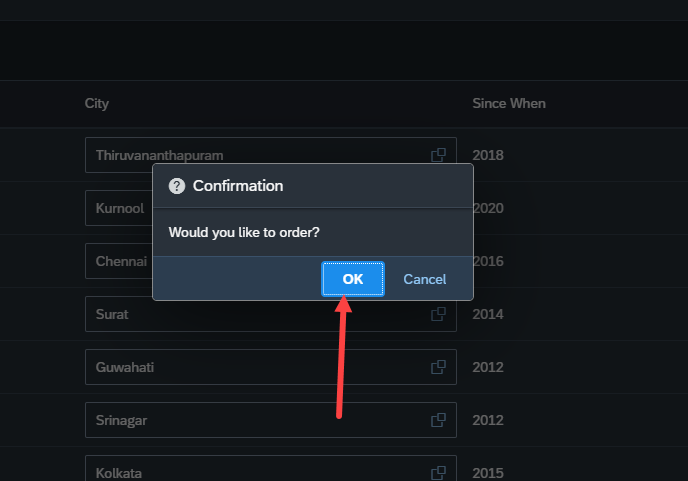 City Since When
Thiruvananthapuram 2018
Confirmation
Kurnool 2020
Would you like to order?
Chennai 2016
OK Cancel
Surat 2014
Guwahati 2012
Srinagar 2012
Kolkata 2015